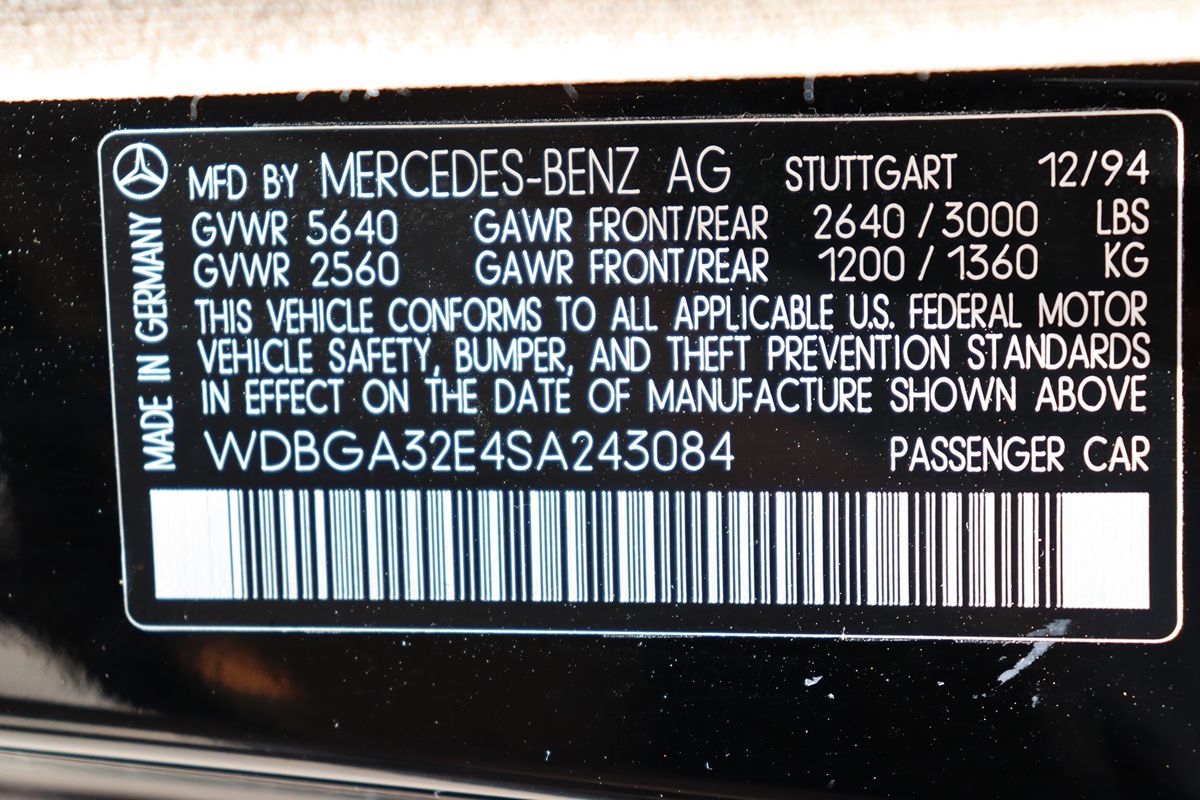 MFD BY MERCEDES-BENZ AG STUTTGART 12/94
GVWR 5640 GAWR FRONT/REAR 2640 / 3000 LBS
GVWR 2560 GAWR FRONT/REAR 1200 / 1360 KG
THIS VEHICLE CONFORMS TO ALL APPLICABLE U.S. FEDERAL MOTOR
VEHICLE SAFETY, BUMPER, AND THEFT PREVENTION STANDARDS
IN EFFECT ON THE DATE OF MANUFACTURE SHOWN ABOVE
WDBGA32E4SA243084 PASSENGER CAR
MADE IN GERMANY